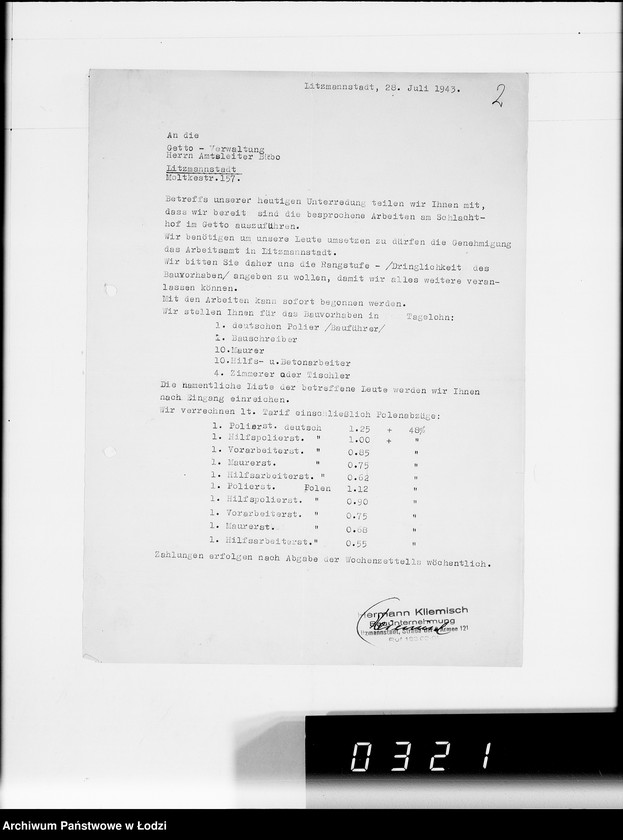 Litzmannstadt, 28. Juli 1943.
2
An die
Getto - Verwaltung
Herrn Amtsleiter Bibo
Litzmannstadt
Moltkestr.157.
Betreffs unserer heutigen Unterredung teilen wir Ihnen mit,
dass wir bereit sind die besprochene Arbeiten am Schlacht-
hof im Getto auszuführen.
Wir benötigen um unsere Leute umsetzen zu dürfen die Genehmigung
das Arbeitsamt in Litzmannstadt.
Wir bitten Sie daher uns die Rangstufe - /Dringlichkeit des
Bauvorhaben/ angeben zu wollen, damit wir alles weitere veran-
lassen können.
Mit den Arbeiten kann sofort begonnen werden.
Wir stellen Ihnen für das Bauvorhaben in Tagelohn:
1. deutschen Polier /Bauführer/
1. Bauschreiber
10.Maurer
10.Hilfs- u.Betonarbeiter
4. Zimmerer oder Tischler
Die namentliche Liste der betreffene Leute werden wir Ihnen
nach Eingang einreichen.
Wir verrechnen lt. Tarif einschließlich Polenabzüge:
1. Polierst. deutsch 1.25 + 48%
1. Hilfspolierst. " 1.00 + "
1. Vorarbeiterst. " 0.85 "
1. Maurerst. " 0.75 "
1. Hilfsarbeiterst. " 0.62 "
1. Polierst. Polen 1.12 "
1. Hilfspolierst. " 0.90 "
1. Vorarbeiterst. " 0.75 "
1. Maurerst. " 0.68 "
1. Hilfsarbeiterst." 0.55 "
Zahlungen erfolgen nach Abgabe der Wochenzettells wöchentlich.
Hermann Kliemisch
Bauunternehmung
Litzmannstadt, Straße der Armee 121
0321
Archiwum Państwowe w Łodzi